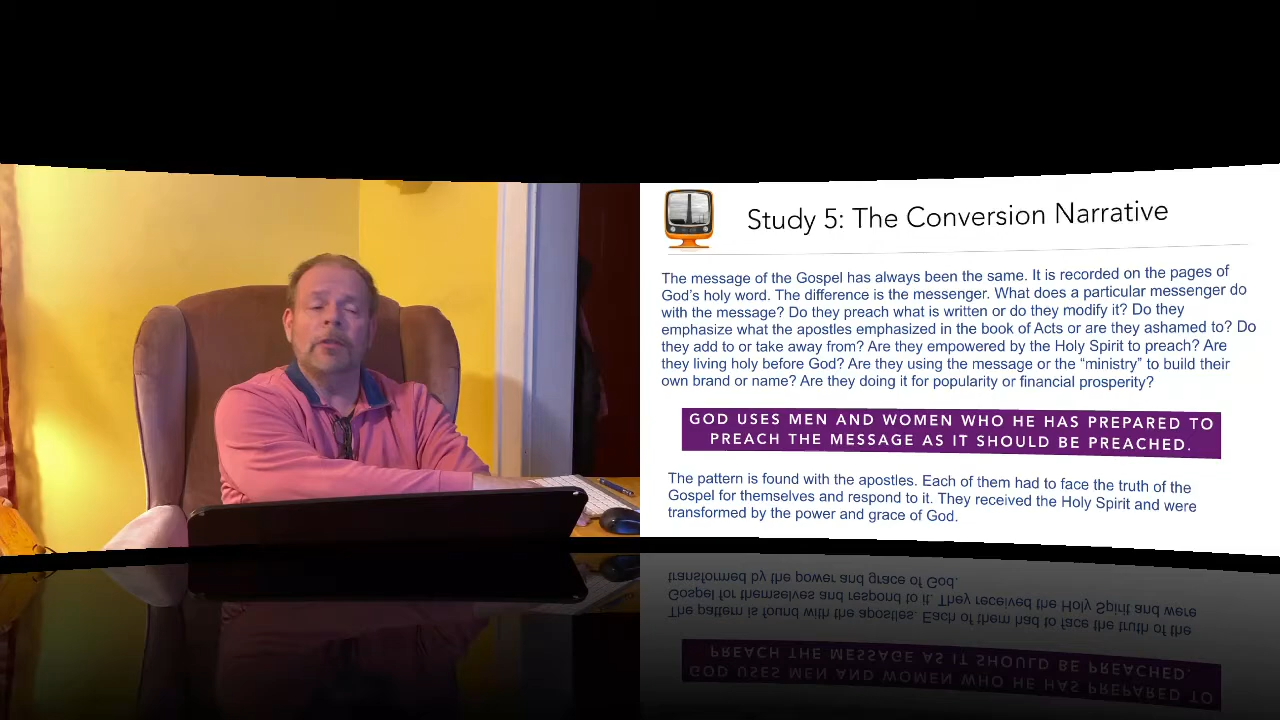 Study 5: The Conversion Narrative
The message of the Gospel has always been the same. It is recorded on the pages of
God's holy word. The difference is the messenger. What does a particular messenger do
with the message? Do they preach what is written or do they modify it? Do they
emphasize what the apostles emphasized in the book of Acts or are they ashamed to? Do
they add to or take away from? Are they empowered by the Holy Spirit to preach? Are
they living holy before God? Are they using the message or the “ministry” to build their
own brand or name? Are they doing it for popularity or financial prosperity?
GOD USES MEN AND WOMEN WHO HE HAS PREPARED TO
PREACH THE MESSAGE AS IT SHOULD BE PREACHED.
The pattern is found with the apostles. Each of them had to face the truth of the
Gospel for themselves and respond to it. They received the Holy Spirit and were
transformed by the power and grace of God.